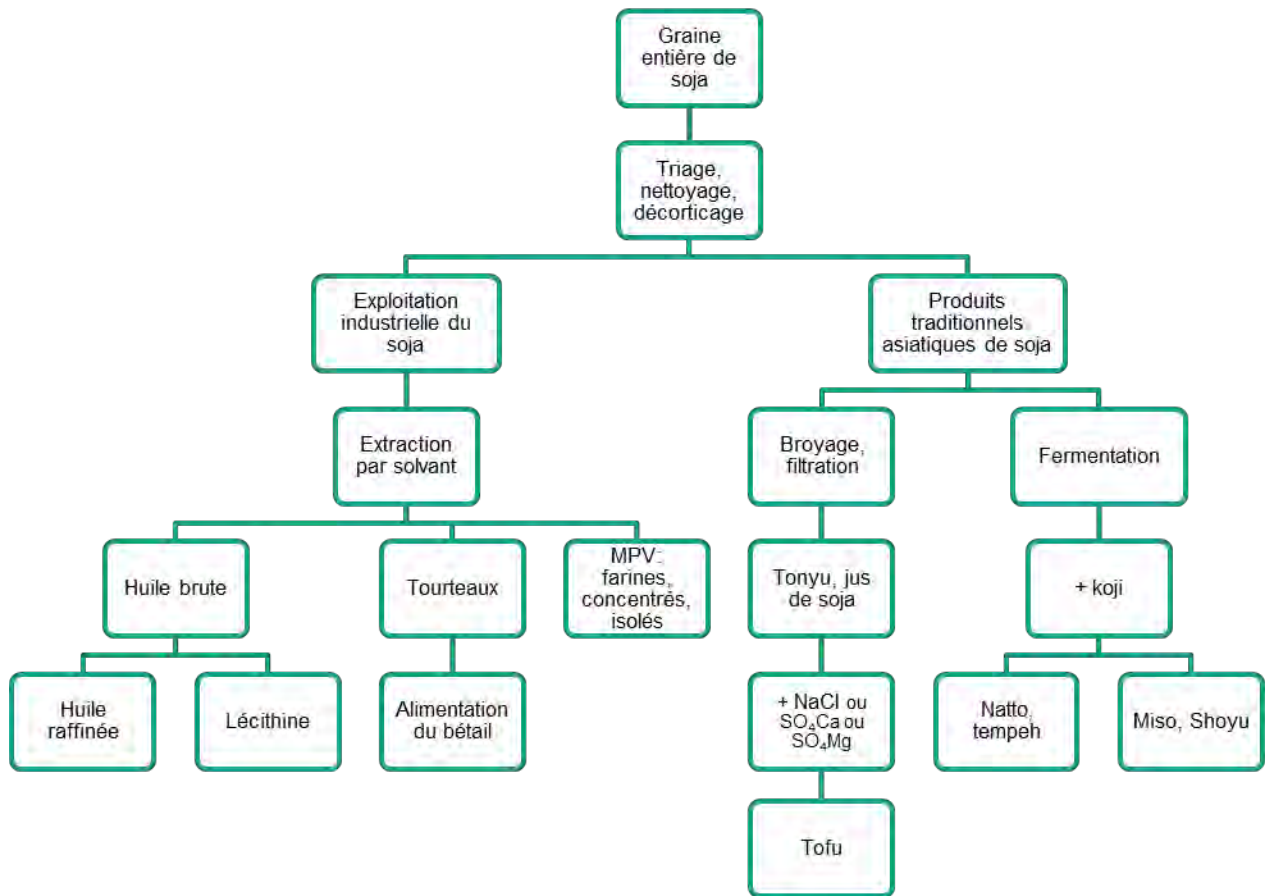 Graine
entière de
soja
Triage,
nettoyage,
décorticage
Exploitation
industrielle du
soja
Produits
traditionnels
asiatiques de soja
Extraction
par solvant
Broyage,
filtration
Fermentation
Huile brute
Tourteaux
MPV:
farines,
concentrés,
isolés
Tonyu, jus
de soja
+ koji
Huile
raffinée
Lécithine
Alimentation
du bétail
+ NaCl ou
SO₄Ca ou
SO₄Mg
Natto,
tempeh
Miso, Shoyu
Tofu